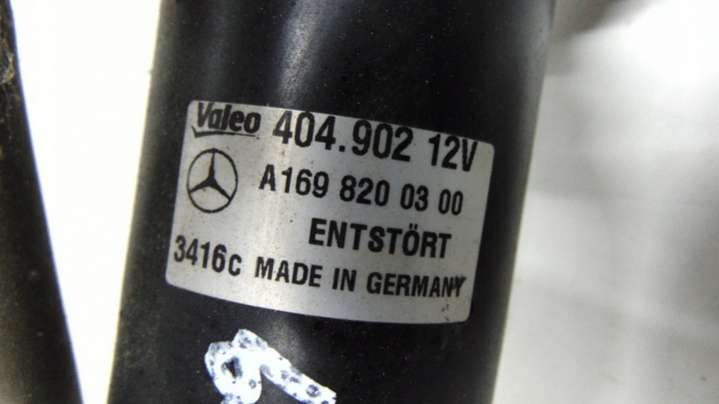 Valeo 404.902 12V
A169 820 03 00
ENTSTÖRT
3416C MADE IN GERMANY